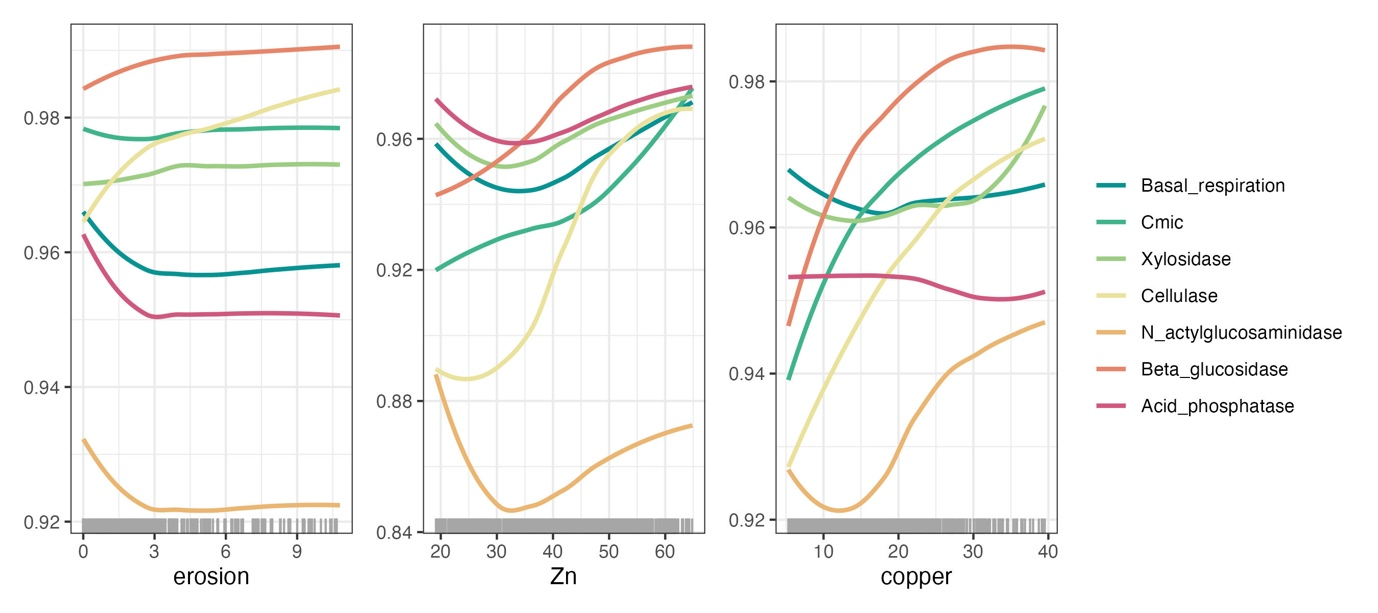 0.98
0.96
0.94
0.92
0 3 6 9
erosion
0.96
0.92
0.88
0.84
20 30 40 50 60
Zn
0.98
0.96
0.94
0.92
10 20 30 40
copper
Basal_respiration
Cmic
Xylosidase
Cellulase
N_actylglucosaminidase
Beta_glucosidase
Acid_phosphatase